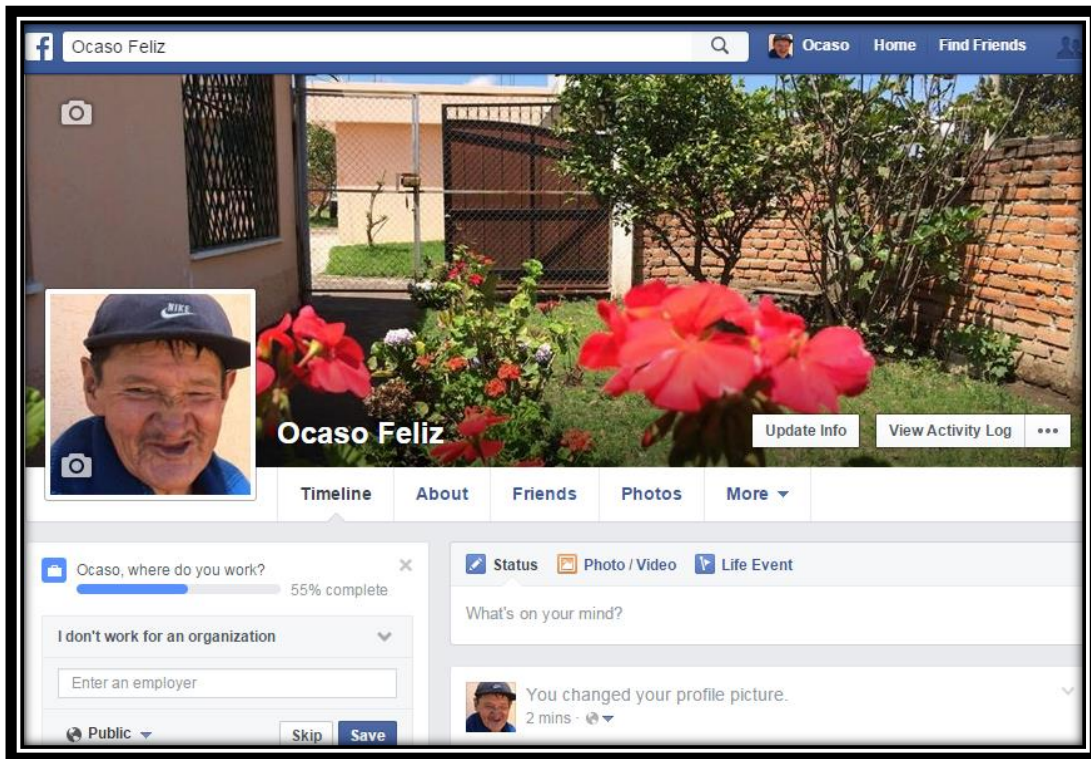 f Ocaso Feliz Ocaso Home Find Friends
NIKE
Ocaso Feliz
Update Info View Activity Log •••
Timeline About Friends Photos More
Ocaso, where do you work?
55% complete
I don't work for an organization
Enter an employer
Public Skip Save
Status Photo / Video Life Event
What's on your mind?
You changed your profile picture.
2 mins ·